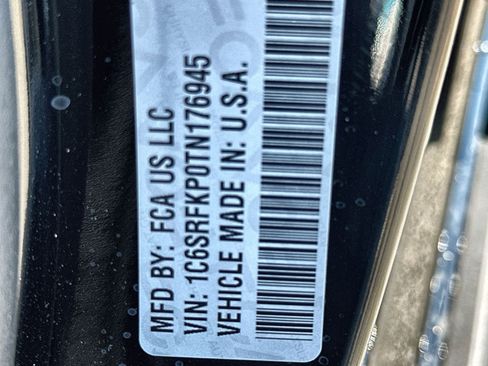 MFD BY: FCA US LLC
VIN: 1C6SRFKP0TN176945
VEHICLE MADE IN: U.S.A.